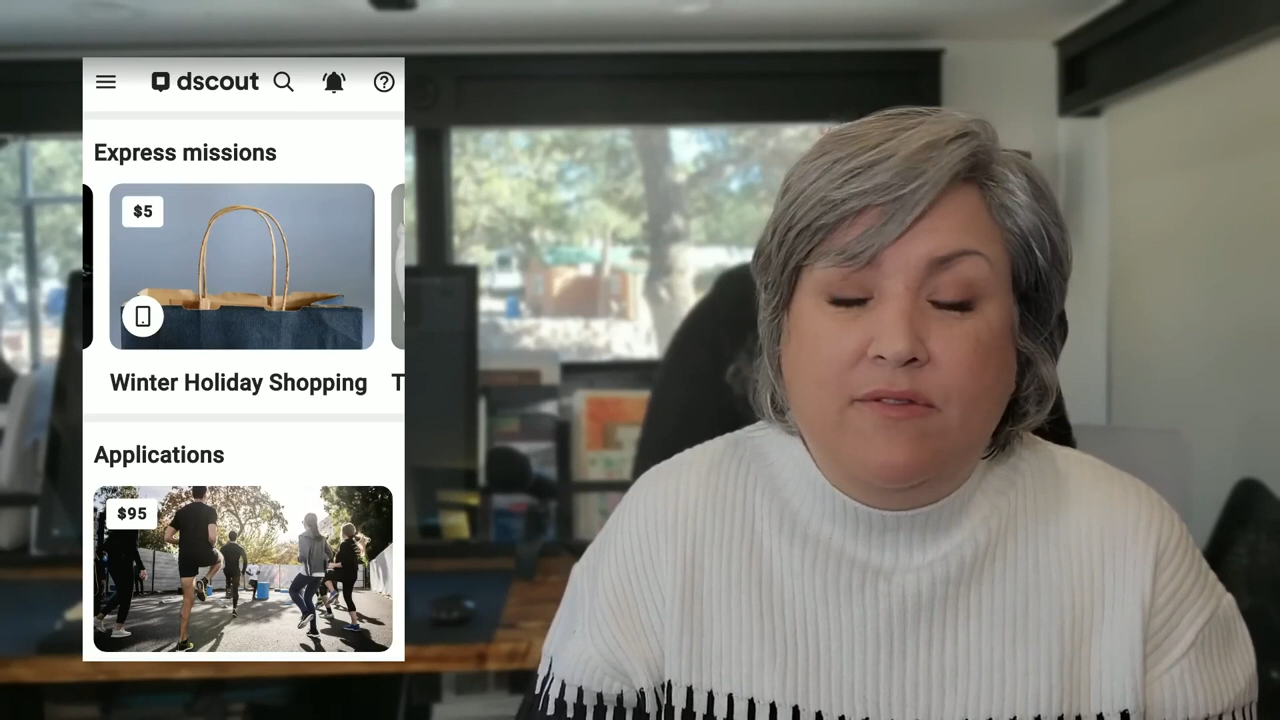 dscout
Express missions
$5
Winter Holiday Shopping
T
Applications
$95